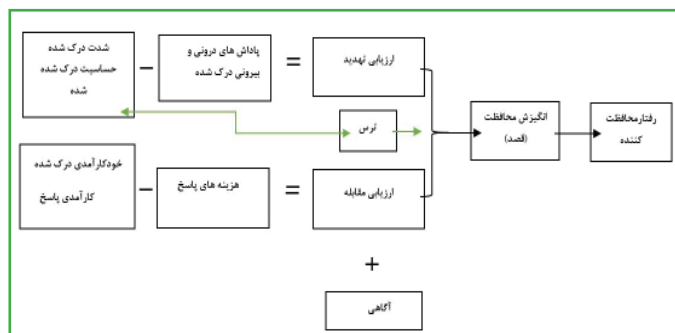 شدت درک شده
حساسیت درک شده
شده
–
پاداش های درونی و
بیرونی درک شده
=
ارزیابی تهدید
ترس
انگیزش محافظت
(قصد)
رفتارمحافظت
کننده
خودکارآمدی درک شده
کارآمدی پاسخ
–
هزینه های پاسخ
=
ارزیابی مقابله
+
آگاهی